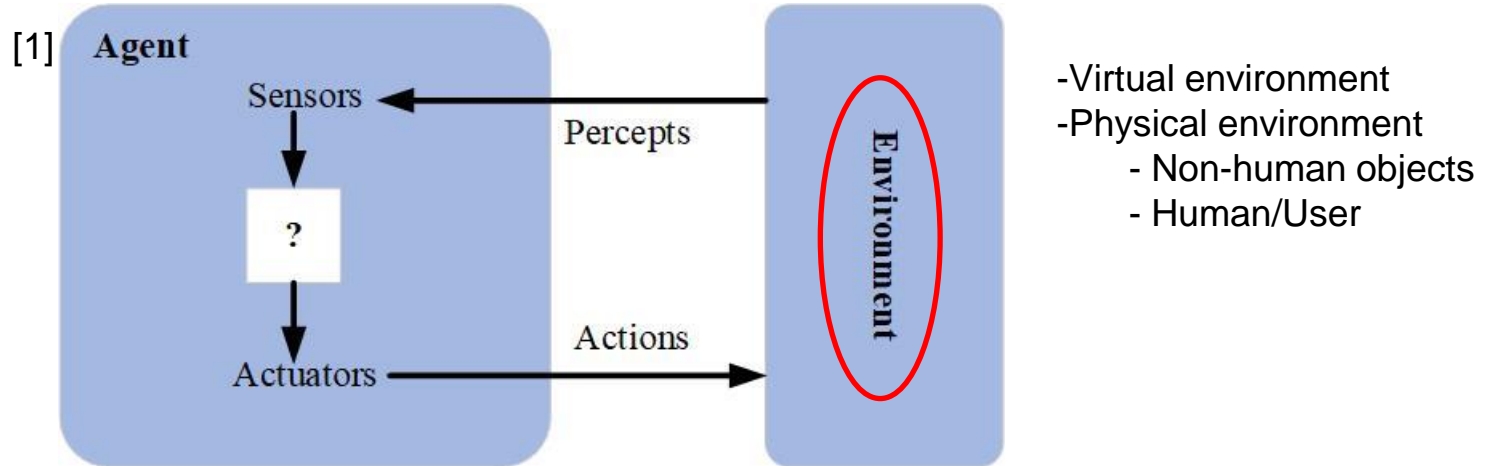 [1]
Agent
Sensors
Percepts
?
Actions
Actuators
Environment
-Virtual environment
-Physical environment
- Non-human objects
- Human/User